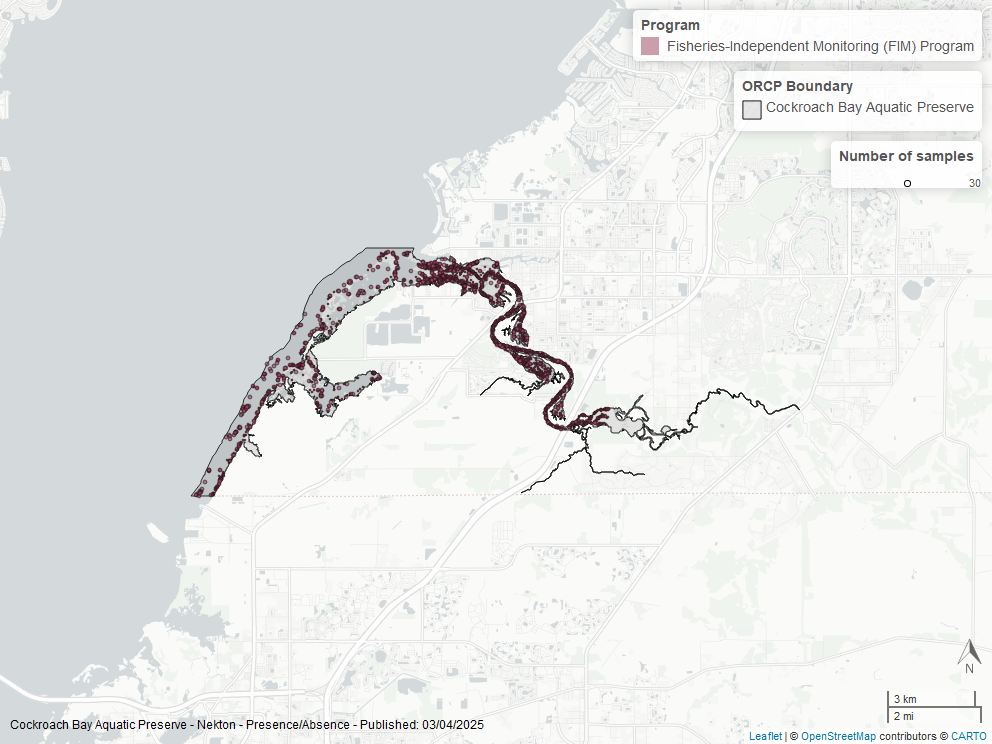 Program
Fisheries-Independent Monitoring (FIM) Program
ORCP Boundary
Cockroach Bay Aquatic Preserve
Number of samples
30
N
3 km
2 mi
Cockroach Bay Aquatic Preserve - Nekton - Presence/Absence - Published: 03/04/2025
Leaflet | © OpenStreetMap contributors © CARTO